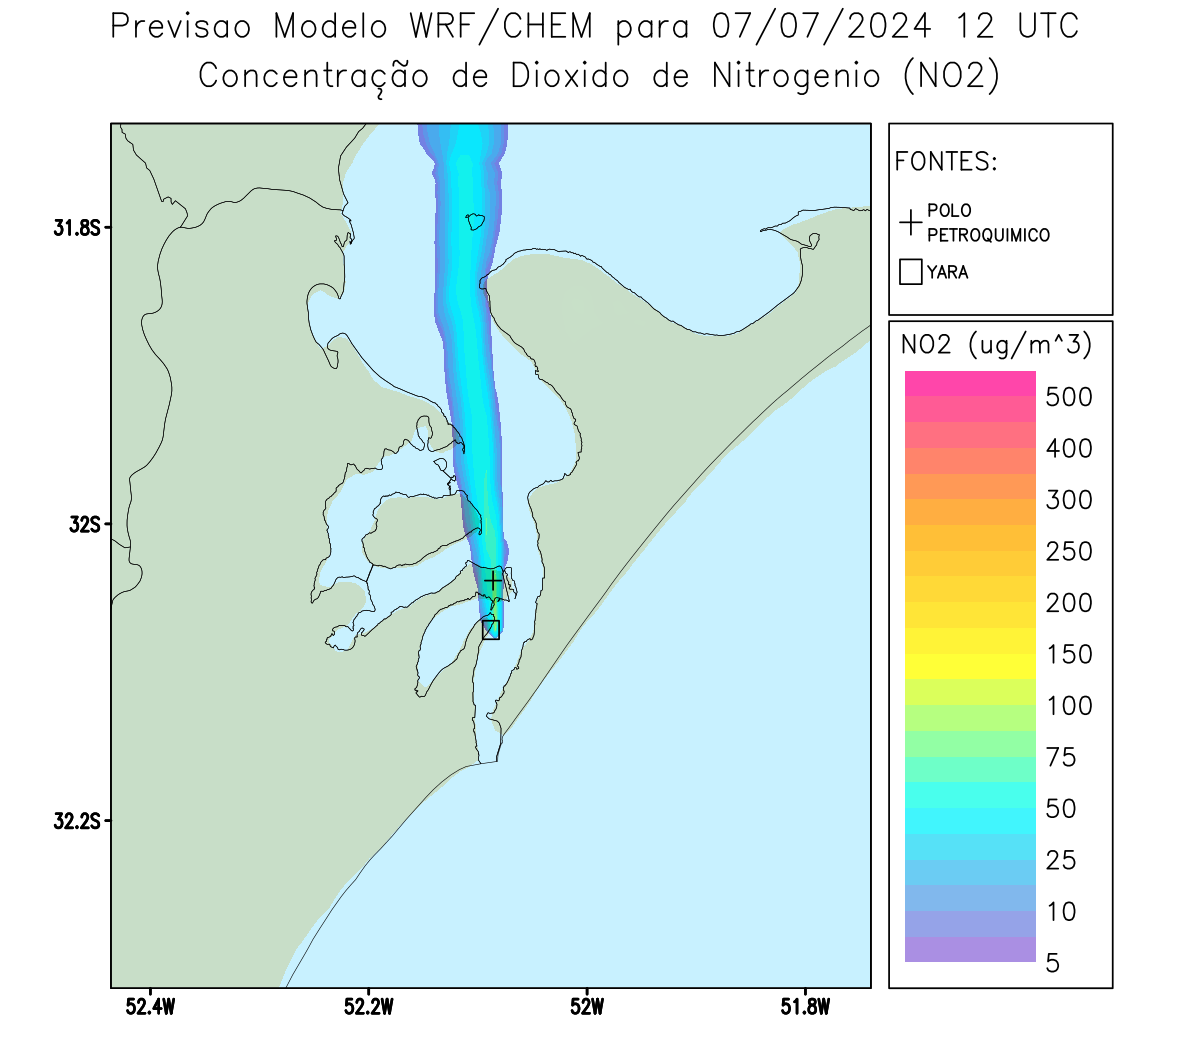 Previsao Modelo WRF/CHEM para 07/07/2024 12 UTC
Concentração de Dioxido de Nitrogenio (NO2)
FONTES:
POLO
PETROQUIMICO
YARA
31.8S
32S
32.2S
52.4W
52.2W
52W
51.8W
NO2 (ug/m^3)
500
400
300
250
200
150
100
75
50
25
10
5